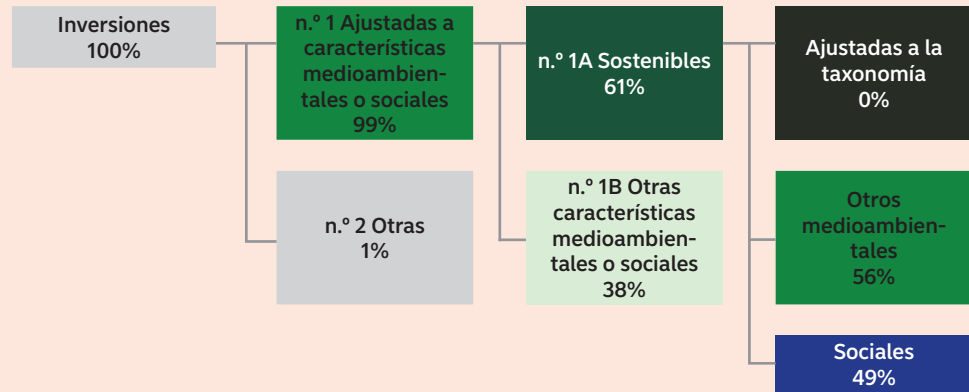 Inversiones
100%
n.º 1 Ajustadas a
características
medioambien-
tales o sociales
99%
n.º 2 Otras
1%
n.º 1A Sostenibles
61%
n.º 1B Otras
características
medioambien-
tales o sociales
38%
Ajustadas a la
taxonomía
0%
Otros
medioambien-
tales
56%
Sociales
49%